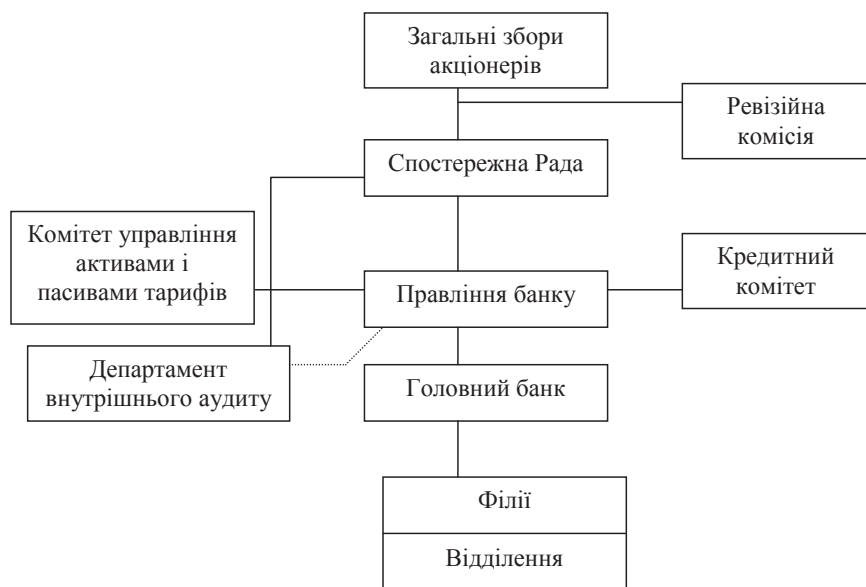 Загальні збори
акціонерів
Ревізійна
комісія
Спостережна Рада
Комітет управління
активами і
пасивами тарифів
Правління банку
Кредитний
комітет
Департамент
внутрішнього аудиту
Головний банк
Філії
Відділення